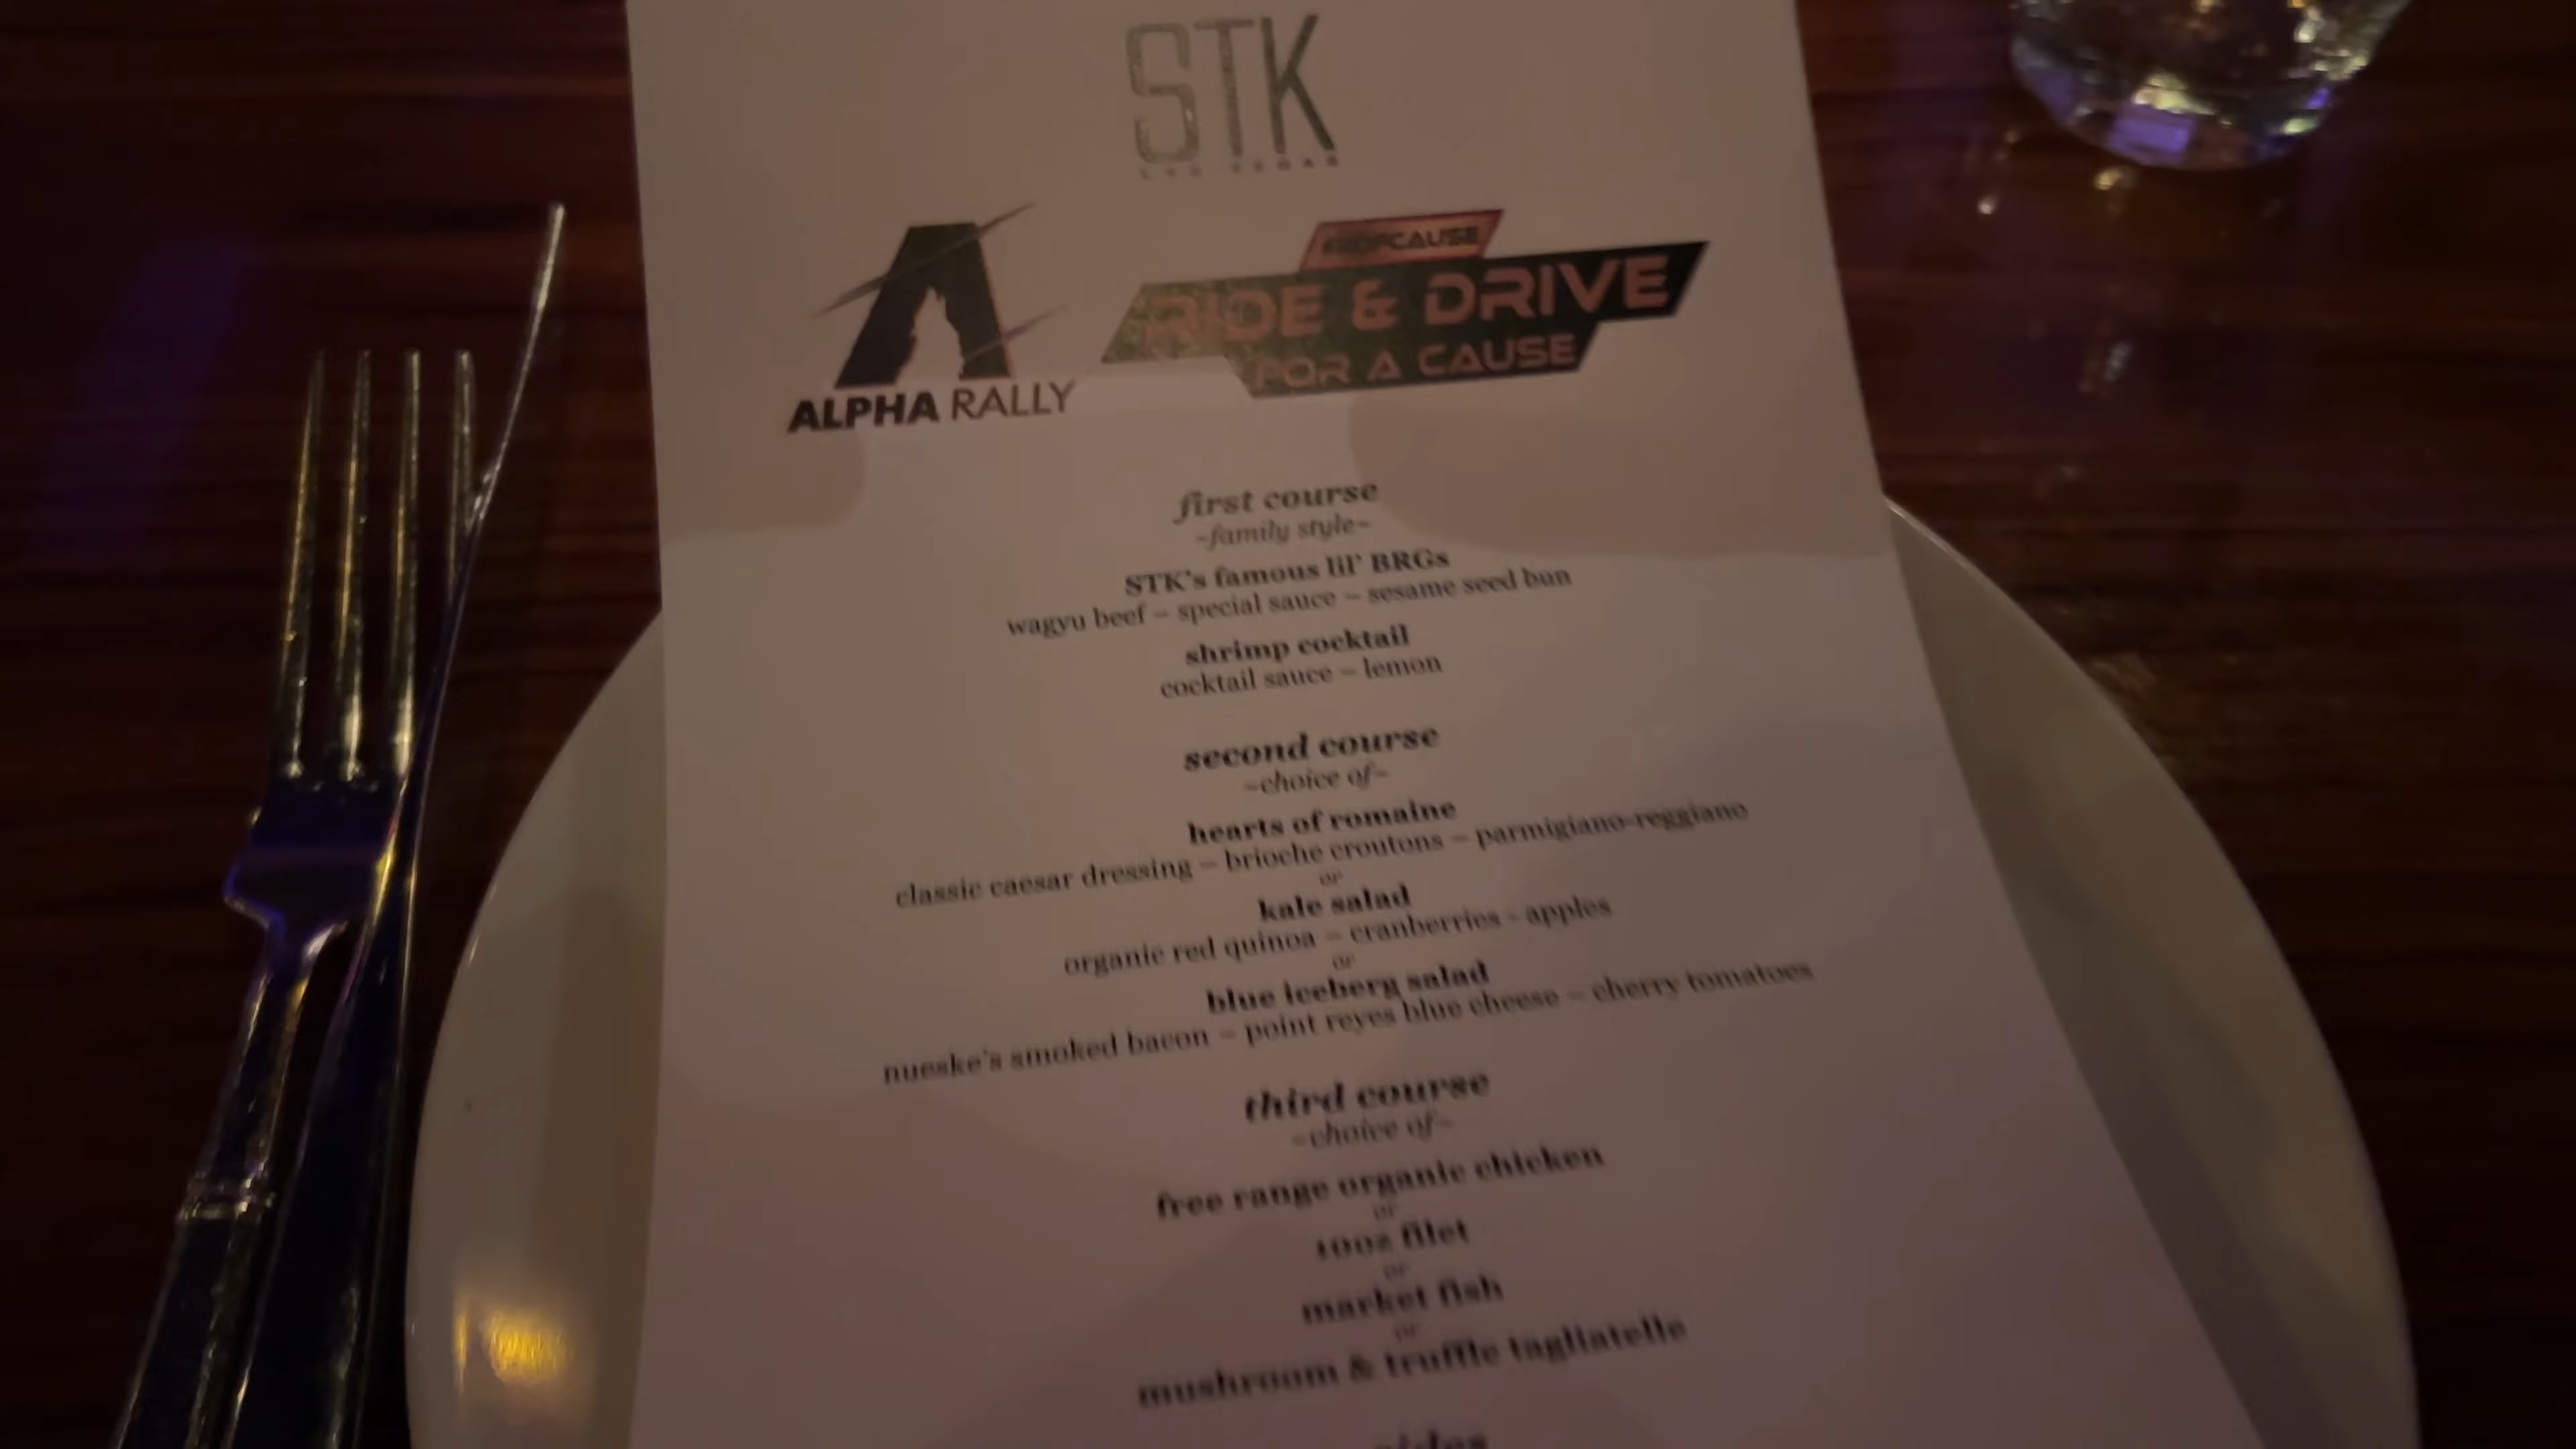 STK
LAS VEGAS
ALPHA RALLY
RIDE & DRIVE
FOR A CAUSE
first course
~family style~
STK's famous lil' BRGs
wagyu beef – special sauce – sesame seed bun
shrimp cocktail
cocktail sauce – lemon
second course
~choice of~
hearts of romaine
classic caesar dressing – brioche croutons – parmigiano-reggiano
or
kale salad
organic red quinoa – cranberries - apples
or
blue iceberg salad
nueske's smoked bacon – point reyes blue cheese – cherry tomatoes
third course
~choice of~
free range organic chicken
or
10oz filet
or
market fish
or
mushroom & truffle tagliatelle
sides